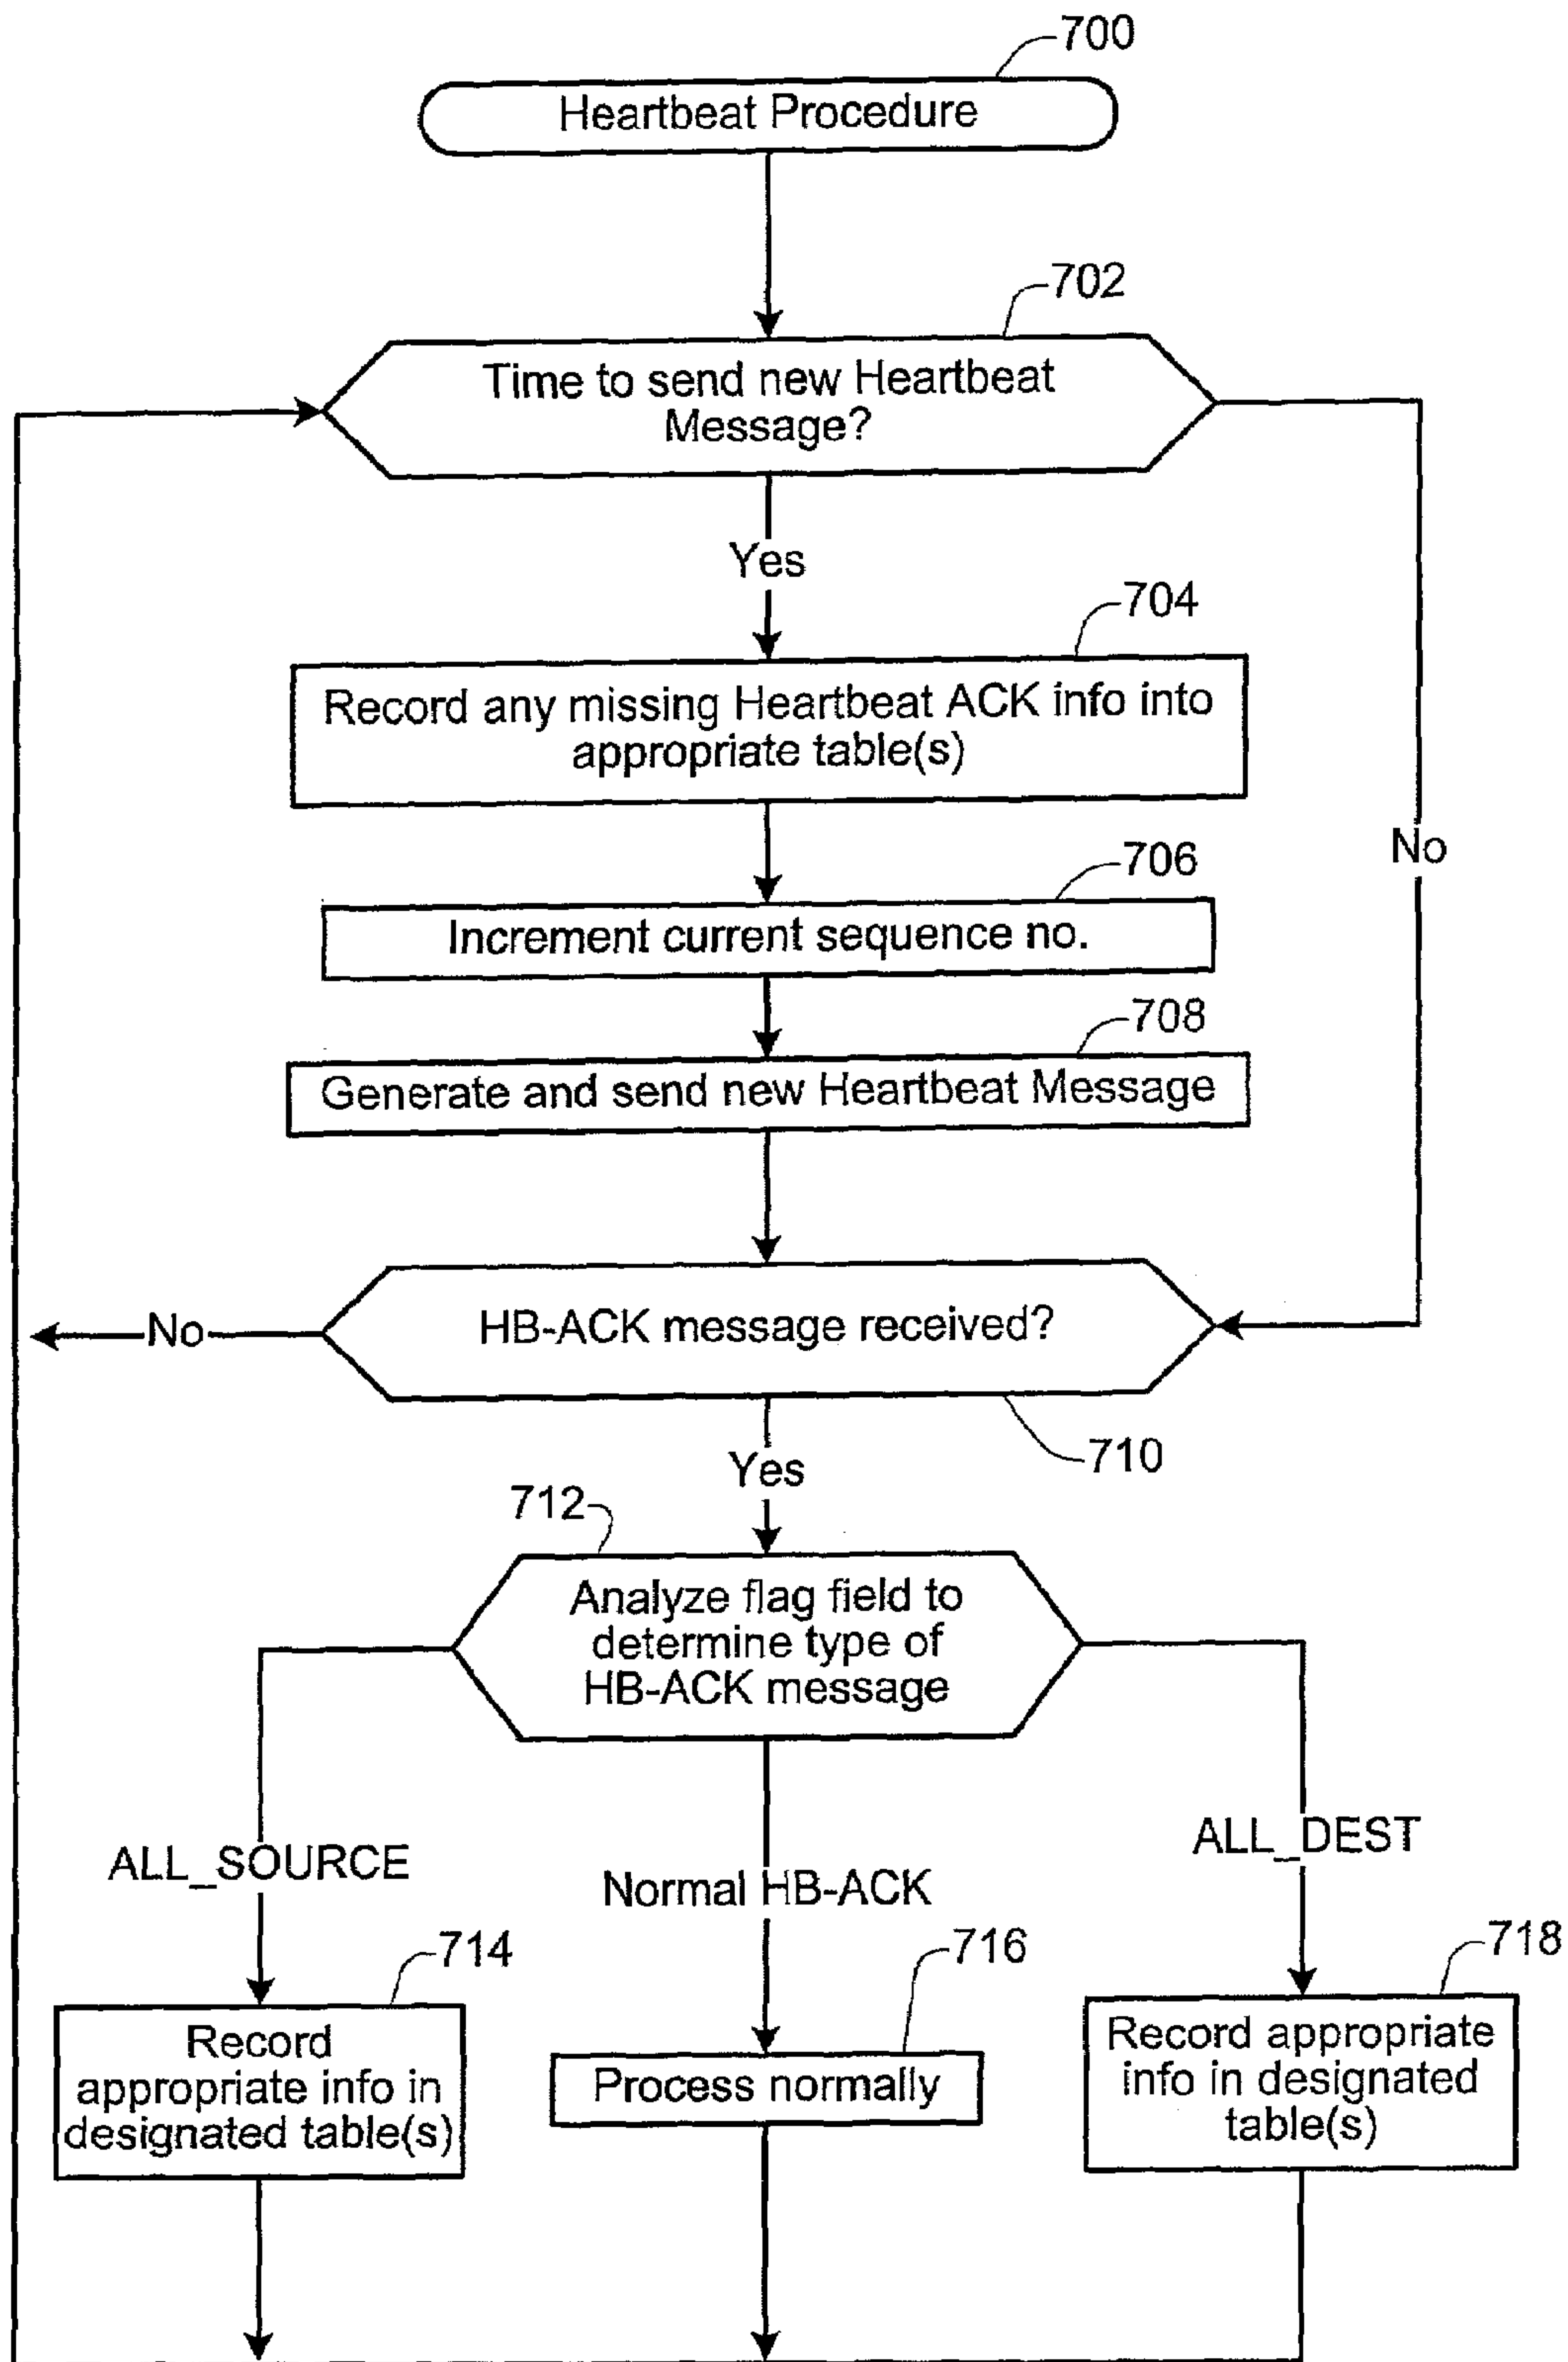 700
Heartbeat Procedure
702
Time to send new Heartbeat
Message?
Yes
704
Record any missing Heartbeat ACK info into
appropriate table(s)
No
706
Increment current sequence no.
708
Generate and send new Heartbeat Message
HB-ACK message received?
No
710
Yes
712
Analyze flag field to
determine type of
HB-ACK message
ALL_SOURCE
Normal HB-ACK
ALL_DEST
714
Record
appropriate info in
designated table(s)
716
Process normally
718
Record appropriate
info in designated
table(s)